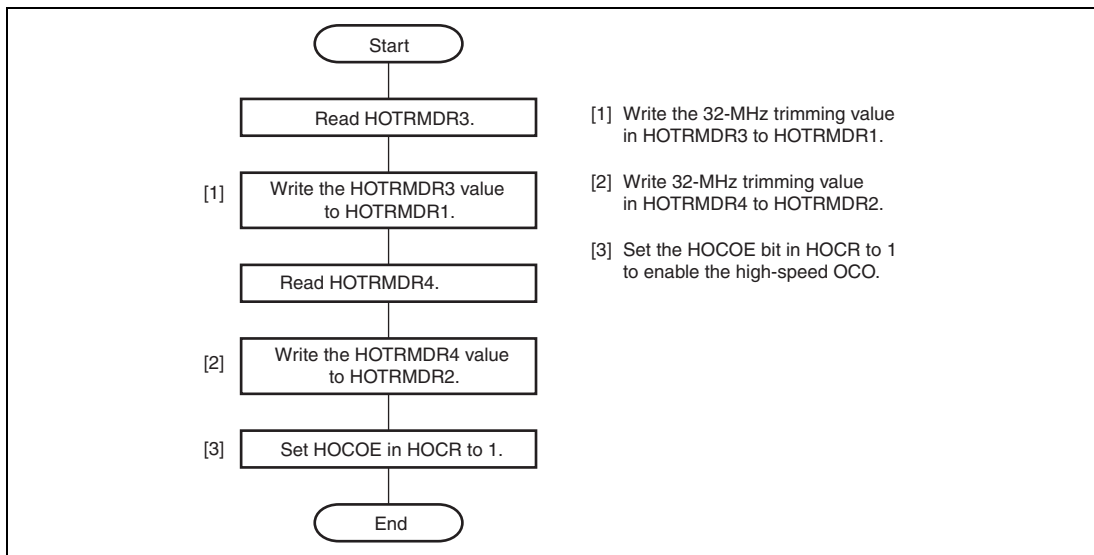 Start
Read HOTRMDR3.
[1] Write the HOTRMDR3 value
to HOTRMDR1.
Read HOTRMDR4.
[2] Write the HOTRMDR4 value
to HOTRMDR2.
[3] Set HOCOE in HOCR to 1.
End
[1] Write the 32-MHz trimming value
in HOTRMDR3 to HOTRMDR1.
[2] Write 32-MHz trimming value
in HOTRMDR4 to HOTRMDR2.
[3] Set the HOCOE bit in HOCR to 1
to enable the high-speed OCO.